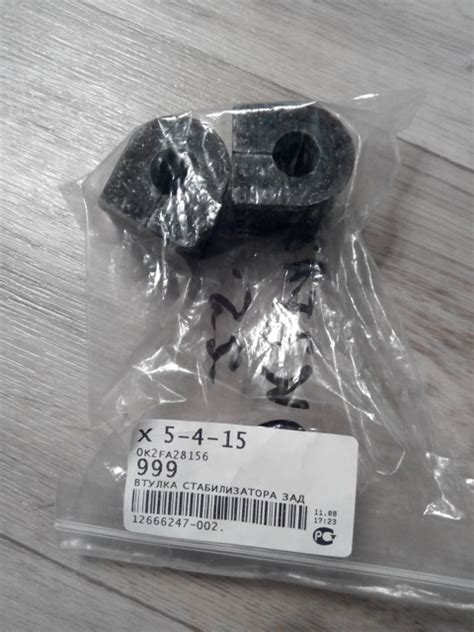 x 5-4-15
0K2FA28156
999
ВТУЛКА СТАБИЛИЗАТОРА ЗАД
12666247-002.
11.08
17:23